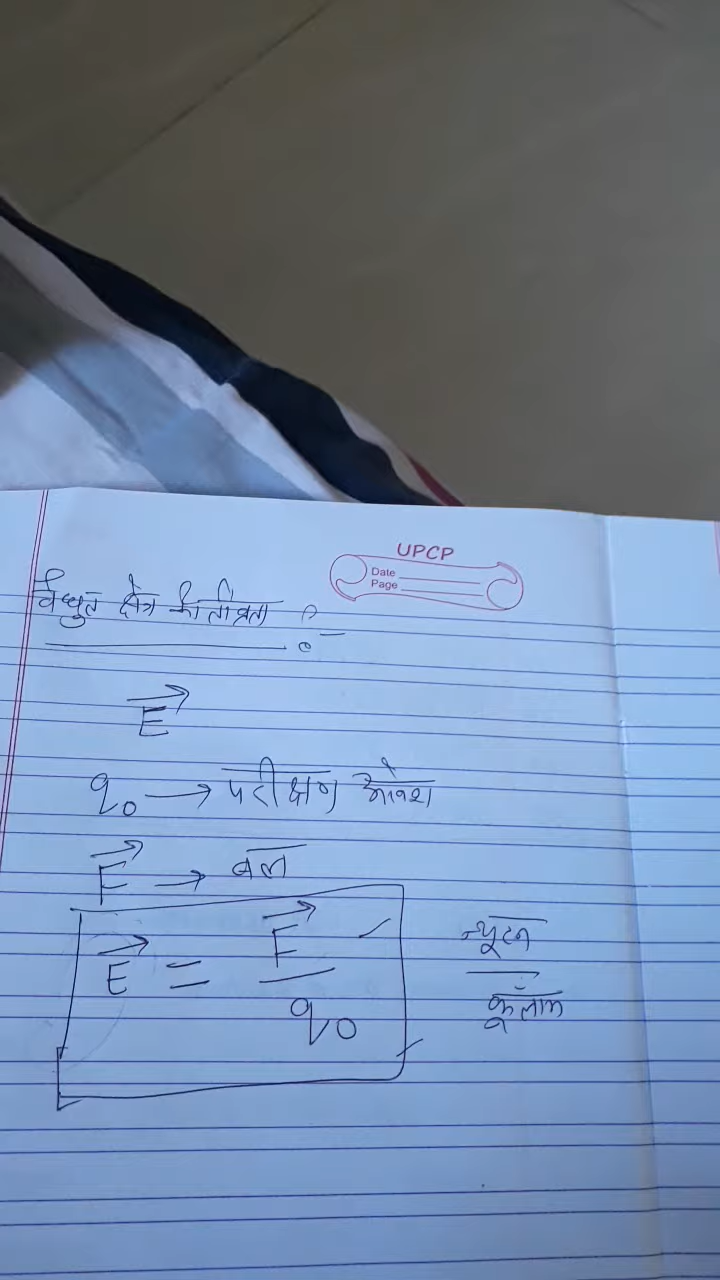 UPCP
Date
Page
विद्युत क्षेत्र की तीव्रता :-
E→
q₀ → परीक्षण आवेश
F→ → बल
E→ = F→ / q₀
न्यूटन / कूलॉम